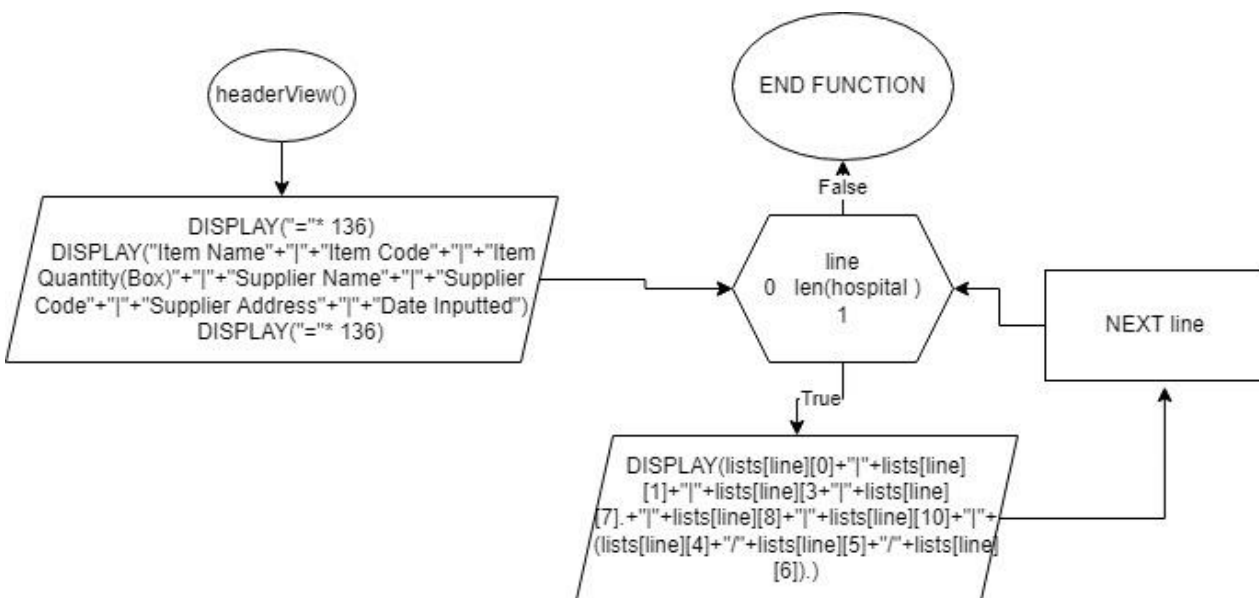 headerView()
DISPLAY("="* 136)
DISPLAY("Item Name"+"|"+"Item Code"+"|"+"Item
Quantity(Box)"+"|"+"Supplier Name"+"|"+"Supplier
Code"+"|"+"Supplier Address"+"|"+"Date Inputted")
DISPLAY("="* 136)
END FUNCTION
False
line
0 len(hospital )
1
NEXT line
True
DISPLAY(lists[line][0]+"|"+lists[line]
[1]+"|"+lists[line][3+"|"+lists[line]
[7].+"|"+lists[line][8]+"|"+lists[line][10]+"|"+
(lists[line][4]+"/"+lists[line][5]+"/"+lists[line]
[6]).)